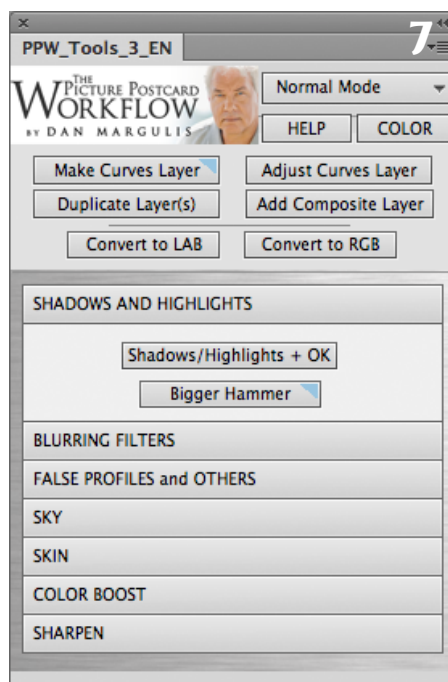 7
PPW_Tools_3_EN
THE
PICTURE POSTCARD
WORKFLOW
BY DAN MARGULIS
Normal Mode
HELP COLOR
Make Curves Layer Adjust Curves Layer
Duplicate Layer(s) Add Composite Layer
Convert to LAB Convert to RGB
SHADOWS AND HIGHLIGHTS
Shadows/Highlights + OK
Bigger Hammer
BLURRING FILTERS
FALSE PROFILES and OTHERS
SKY
SKIN
COLOR BOOST
SHARPEN